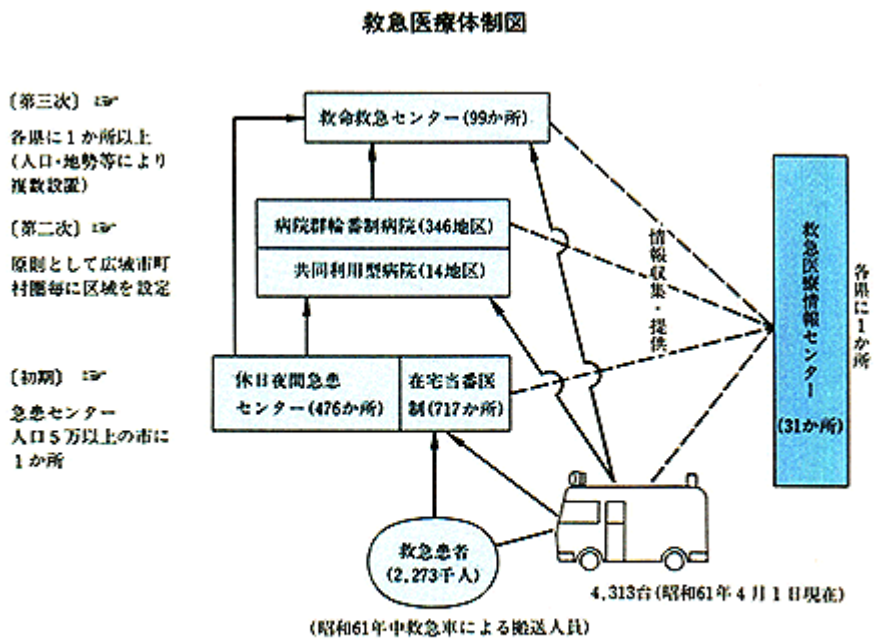 救急医療体制図
〔第三次〕 ☞
各県に1か所以上
(人口・地勢等により
複数設置)
救命救急センター(99か所)
〔第二次〕 ☞
原則として広域市町
村圏毎に区域を設定
病院群輪番制病院(346地区)
共同利用型病院(14地区)
〔初期〕 ☞
急患センター
人口5万以上の市に
1か所
休日夜間急患
センター(476か所)
在宅当番医
制(717か所)
情報収集・提供
救急医療情報センター
(31か所)
各県に1か所
救急患者
(2,273千人)
(昭和61年中救急車による搬送人員)
4,313台(昭和61年4月1日現在)